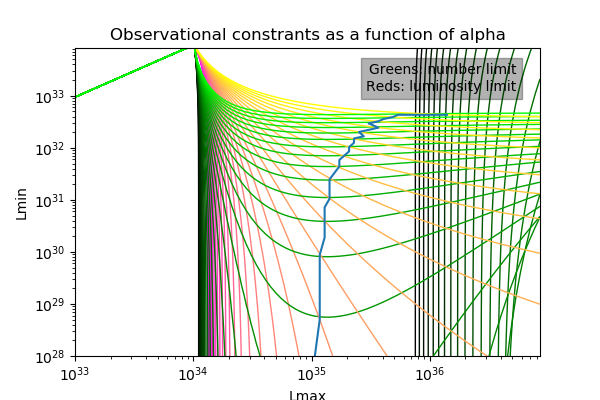 Observational constrants as a function of alpha
Greens: number limit
Reds: luminosity limit
Lmin
10^33
10^32
10^31
10^30
10^29
10^28
10^33 10^34 10^35 10^36
Lmax